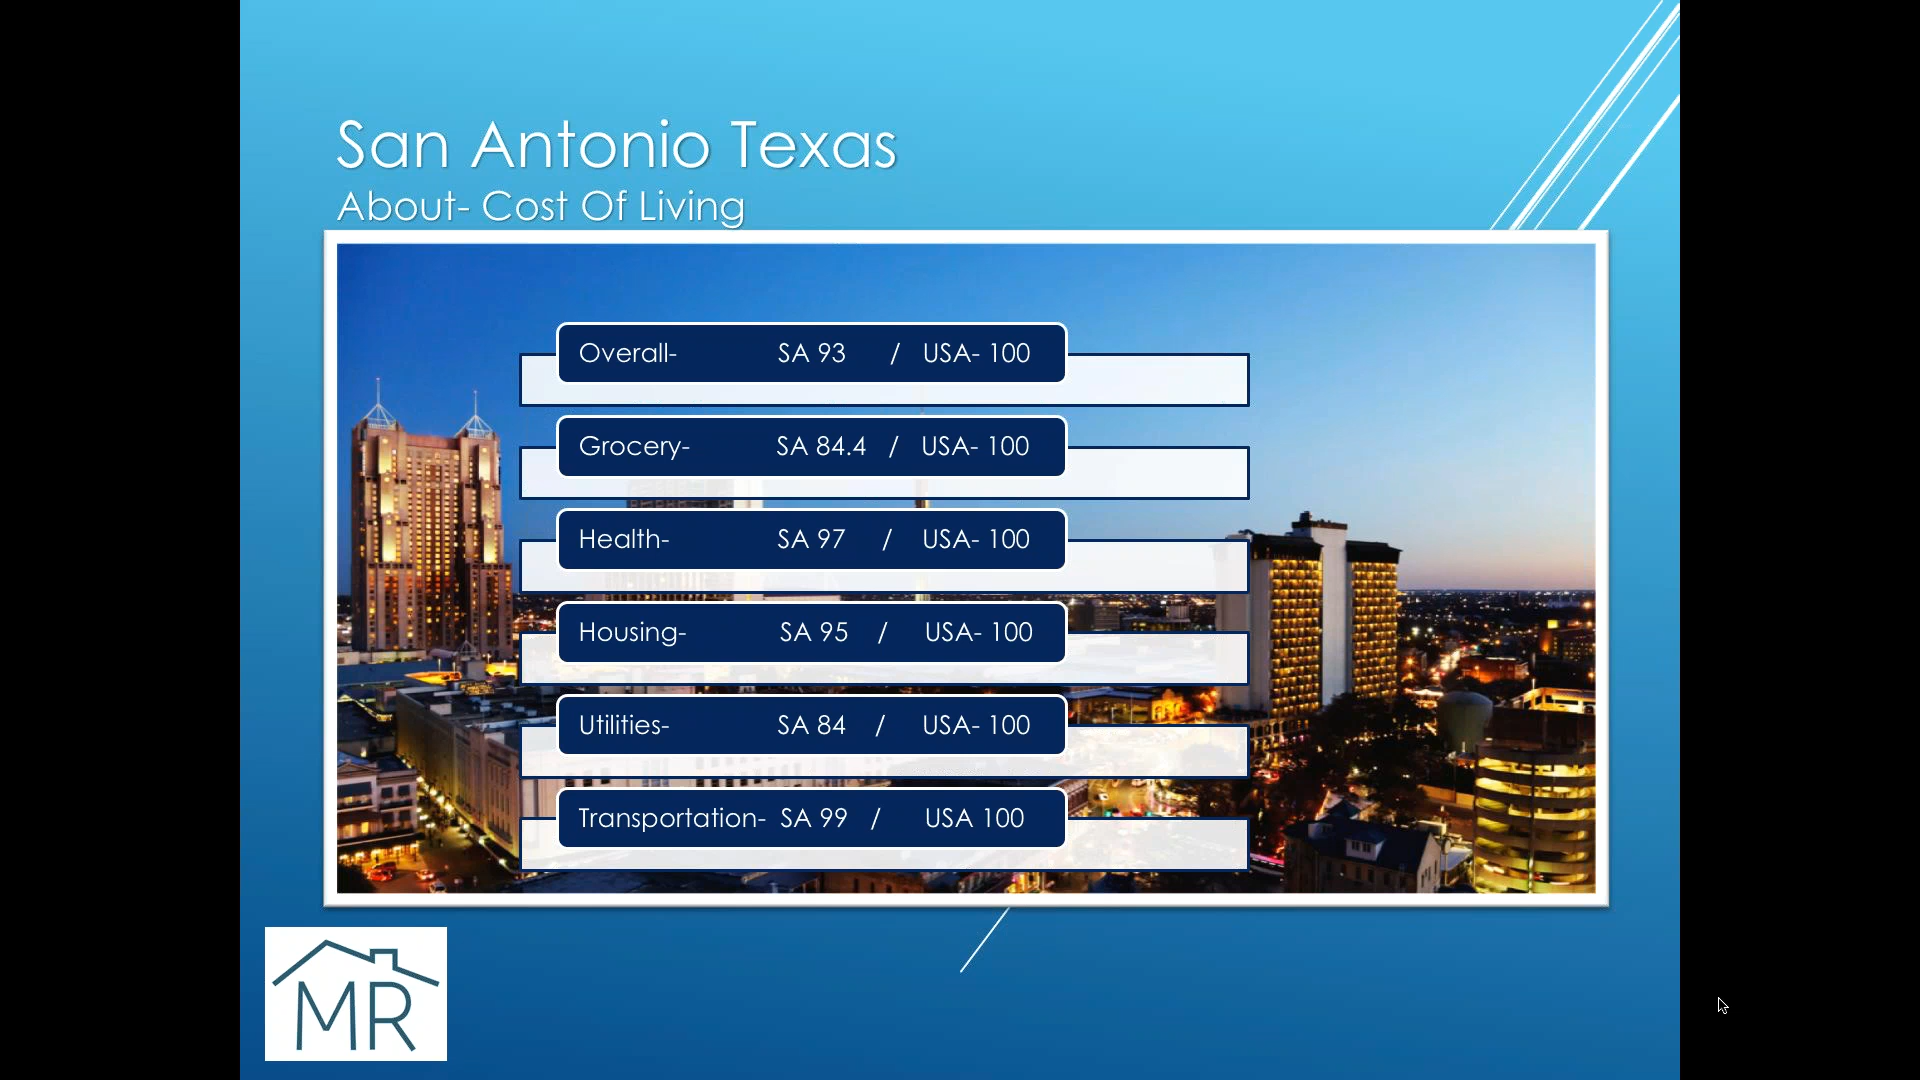 San Antonio Texas
About- Cost Of Living
Overall- SA 93 / USA- 100
Grocery- SA 84.4 / USA- 100
Health- SA 97 / USA- 100
Housing- SA 95 / USA- 100
Utilities- SA 84 / USA- 100
Transportation- SA 99 / USA 100
MR